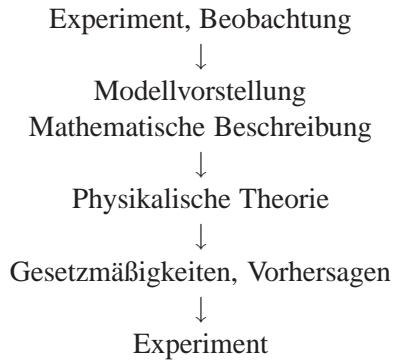 Experiment, Beobachtung
↓
Modellvorstellung
Mathematische Beschreibung
↓
Physikalische Theorie
↓
Gesetzmäßigkeiten, Vorhersagen
↓
Experiment